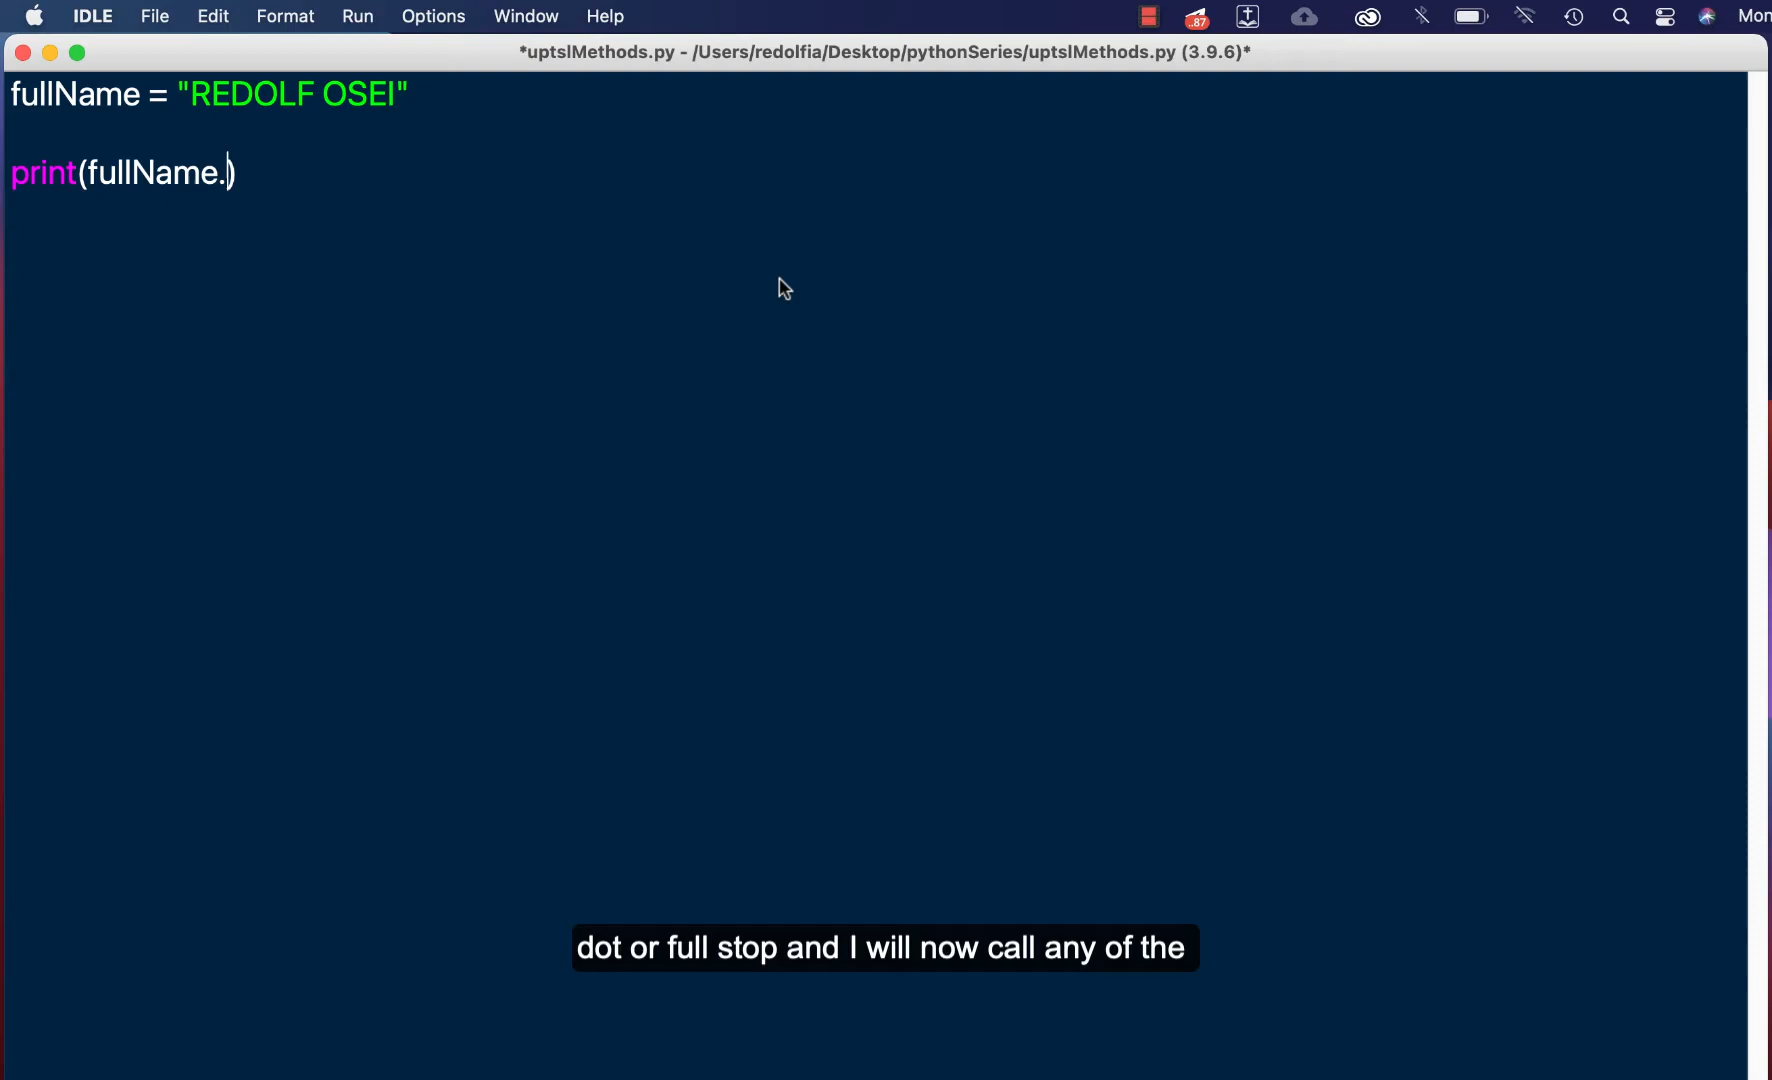 IDLE File Edit Format Run Options Window Help ..87 Mon
*uptslMethods.py - /Users/redolfia/Desktop/pythonSeries/uptslMethods.py (3.9.6)*
fullName = "REDOLF OSEI"
print(fullName.)
dot or full stop and I will now call any of the